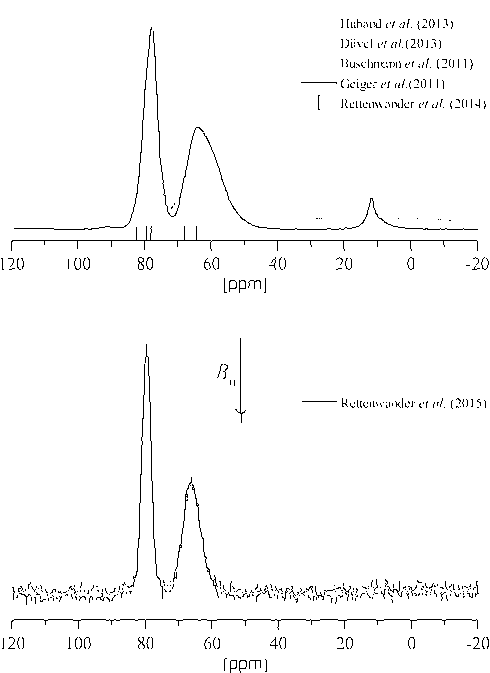 Hubaud et al. (2013)
Düvel et al.(2013)
Buschmann et al. (2011)
Geiger et al.(2011)
Rettenwander et al. (2014)
120 100 80 60 40 20 0 -20
[ppm]
B₀
Rettenwander et al. (2015)
120 100 80 60 40 20 0 -20
[ppm]